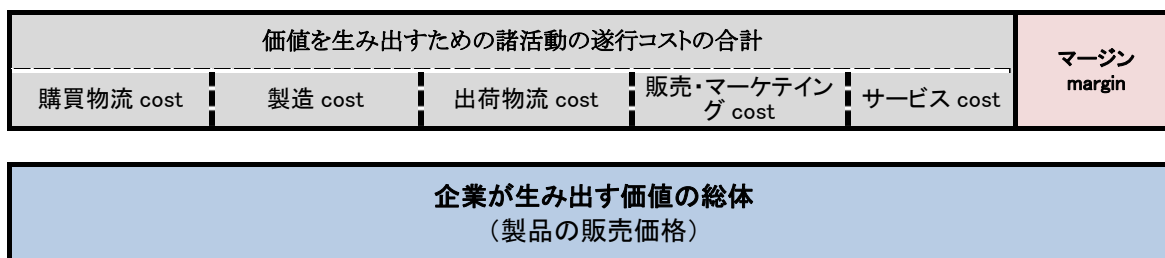 価値を生み出すための諸活動の遂行コストの合計
マージン
margin
購買物流 cost
製造 cost
出荷物流 cost
販売・マーケテイン
グ cost
サービス cost
企業が生み出す価値の総体
（製品の販売価格）